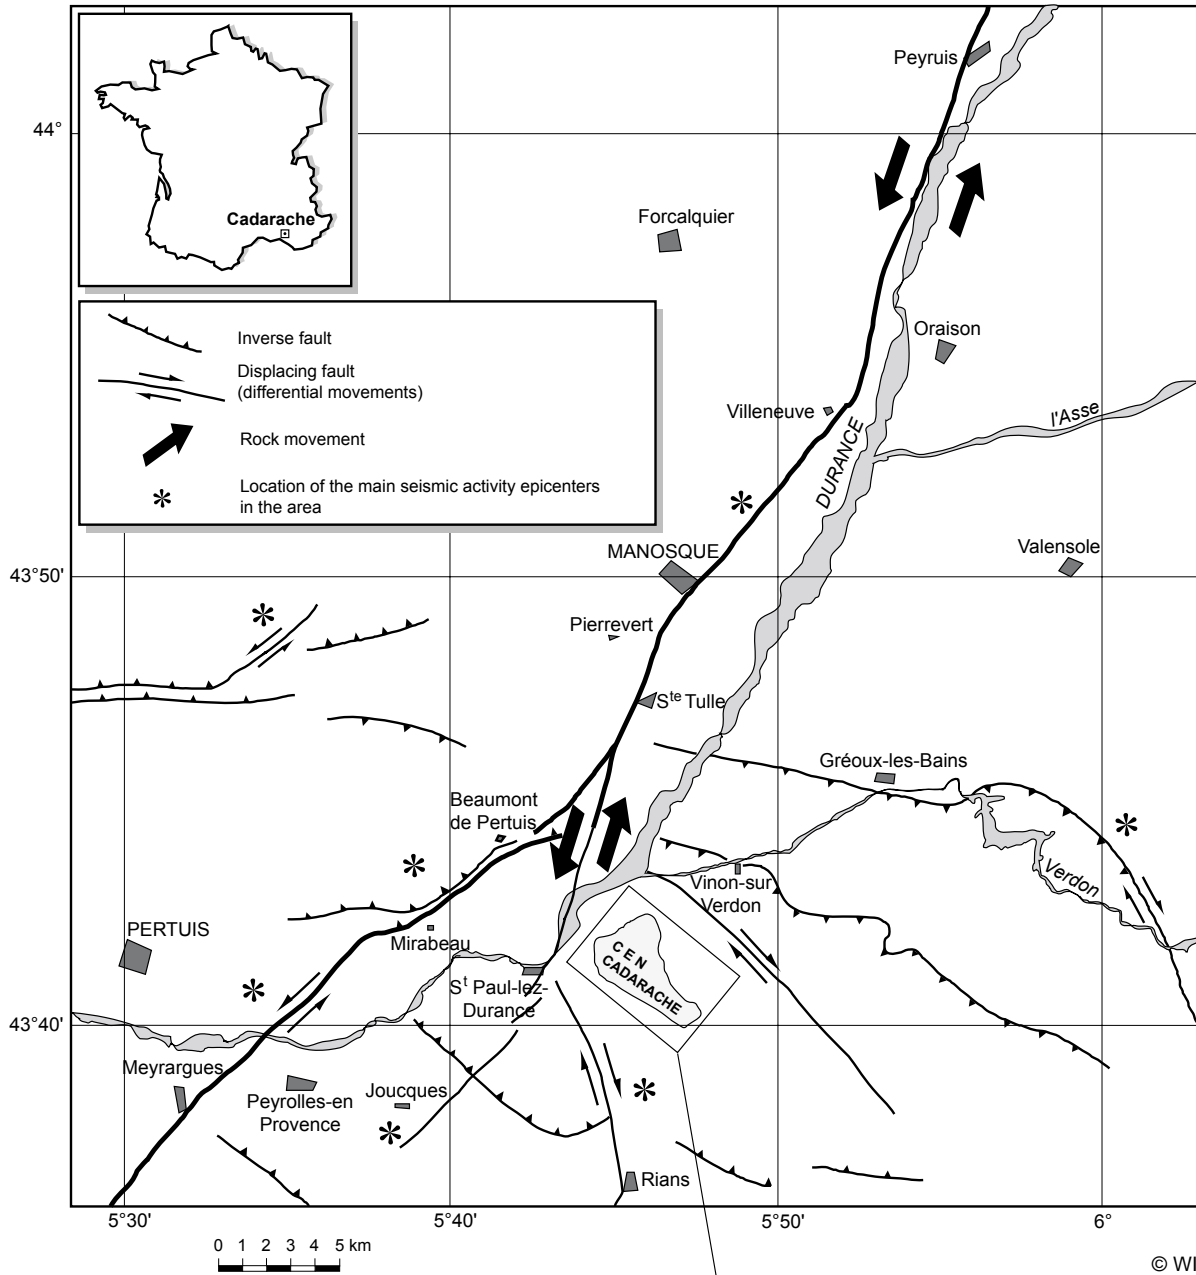 Peyruis
44°
Cadarache
Forcalquier
Inverse fault
Displacing fault
(differential movements)
Rock movement
Location of the main seismic activity epicenters
in the area
Oraison
Villeneuve
l'Asse
DURANCE
MANOSQUE
Valensole
43°50'
Pierrevert
Ste Tulle
Gréoux-les-Bains
Beaumont
de Pertuis
Vinon-sur
Verdon
Verdon
PERTUIS
Mirabeau
CEN
CADARACHE
St Paul-lez-
Durance
43°40'
Meyrargues
Peyrolles-en
Provence
Joucques
Rians
5°30'
5°40'
5°50'
6°
0 1 2 3 4 5 km
© WI